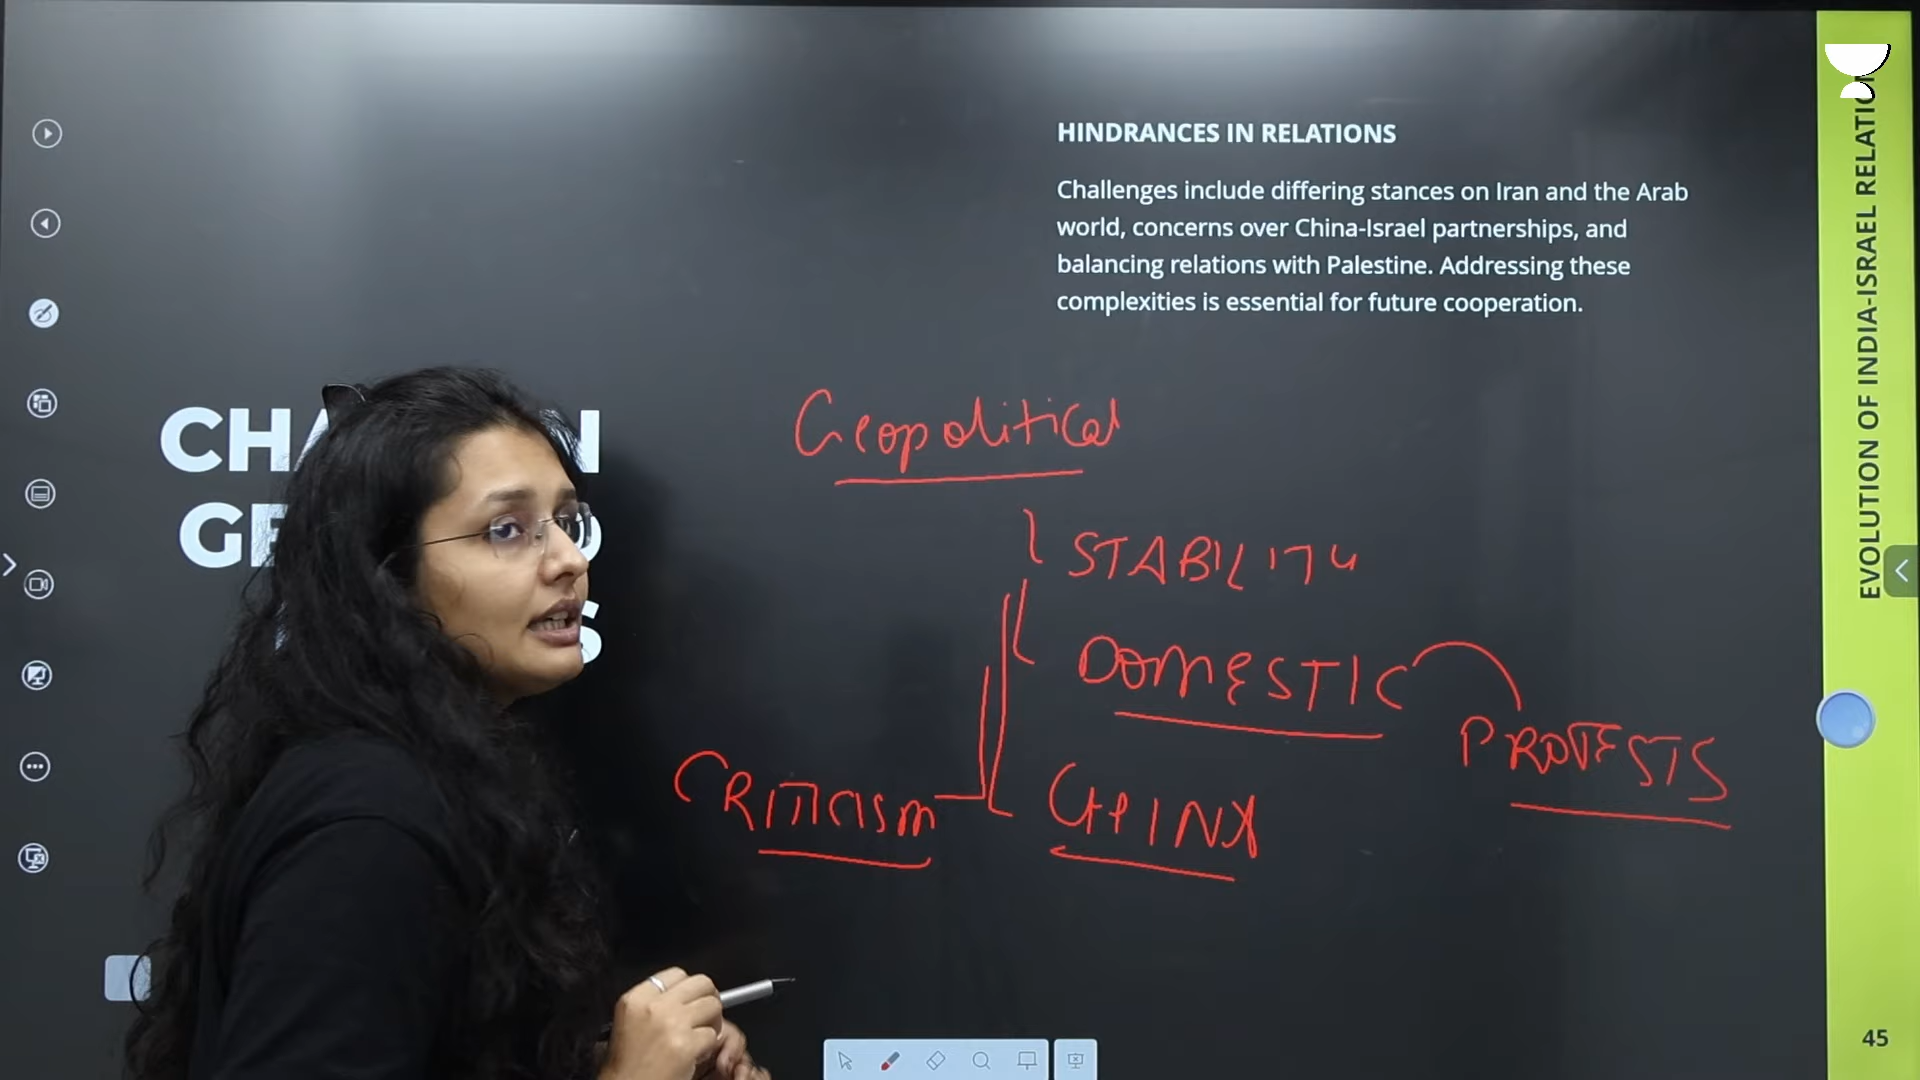 HINDRANCES IN RELATIONS
Challenges include differing stances on Iran and the Arab
world, concerns over China-Israel partnerships, and
balancing relations with Palestine. Addressing these
complexities is essential for future cooperation.
EVOLUTION OF INDIA-ISRAEL RELATIO
Geopolitical
STABILITY
DOMESTIC
PROTESTS
CRITICISM
CHINA
45